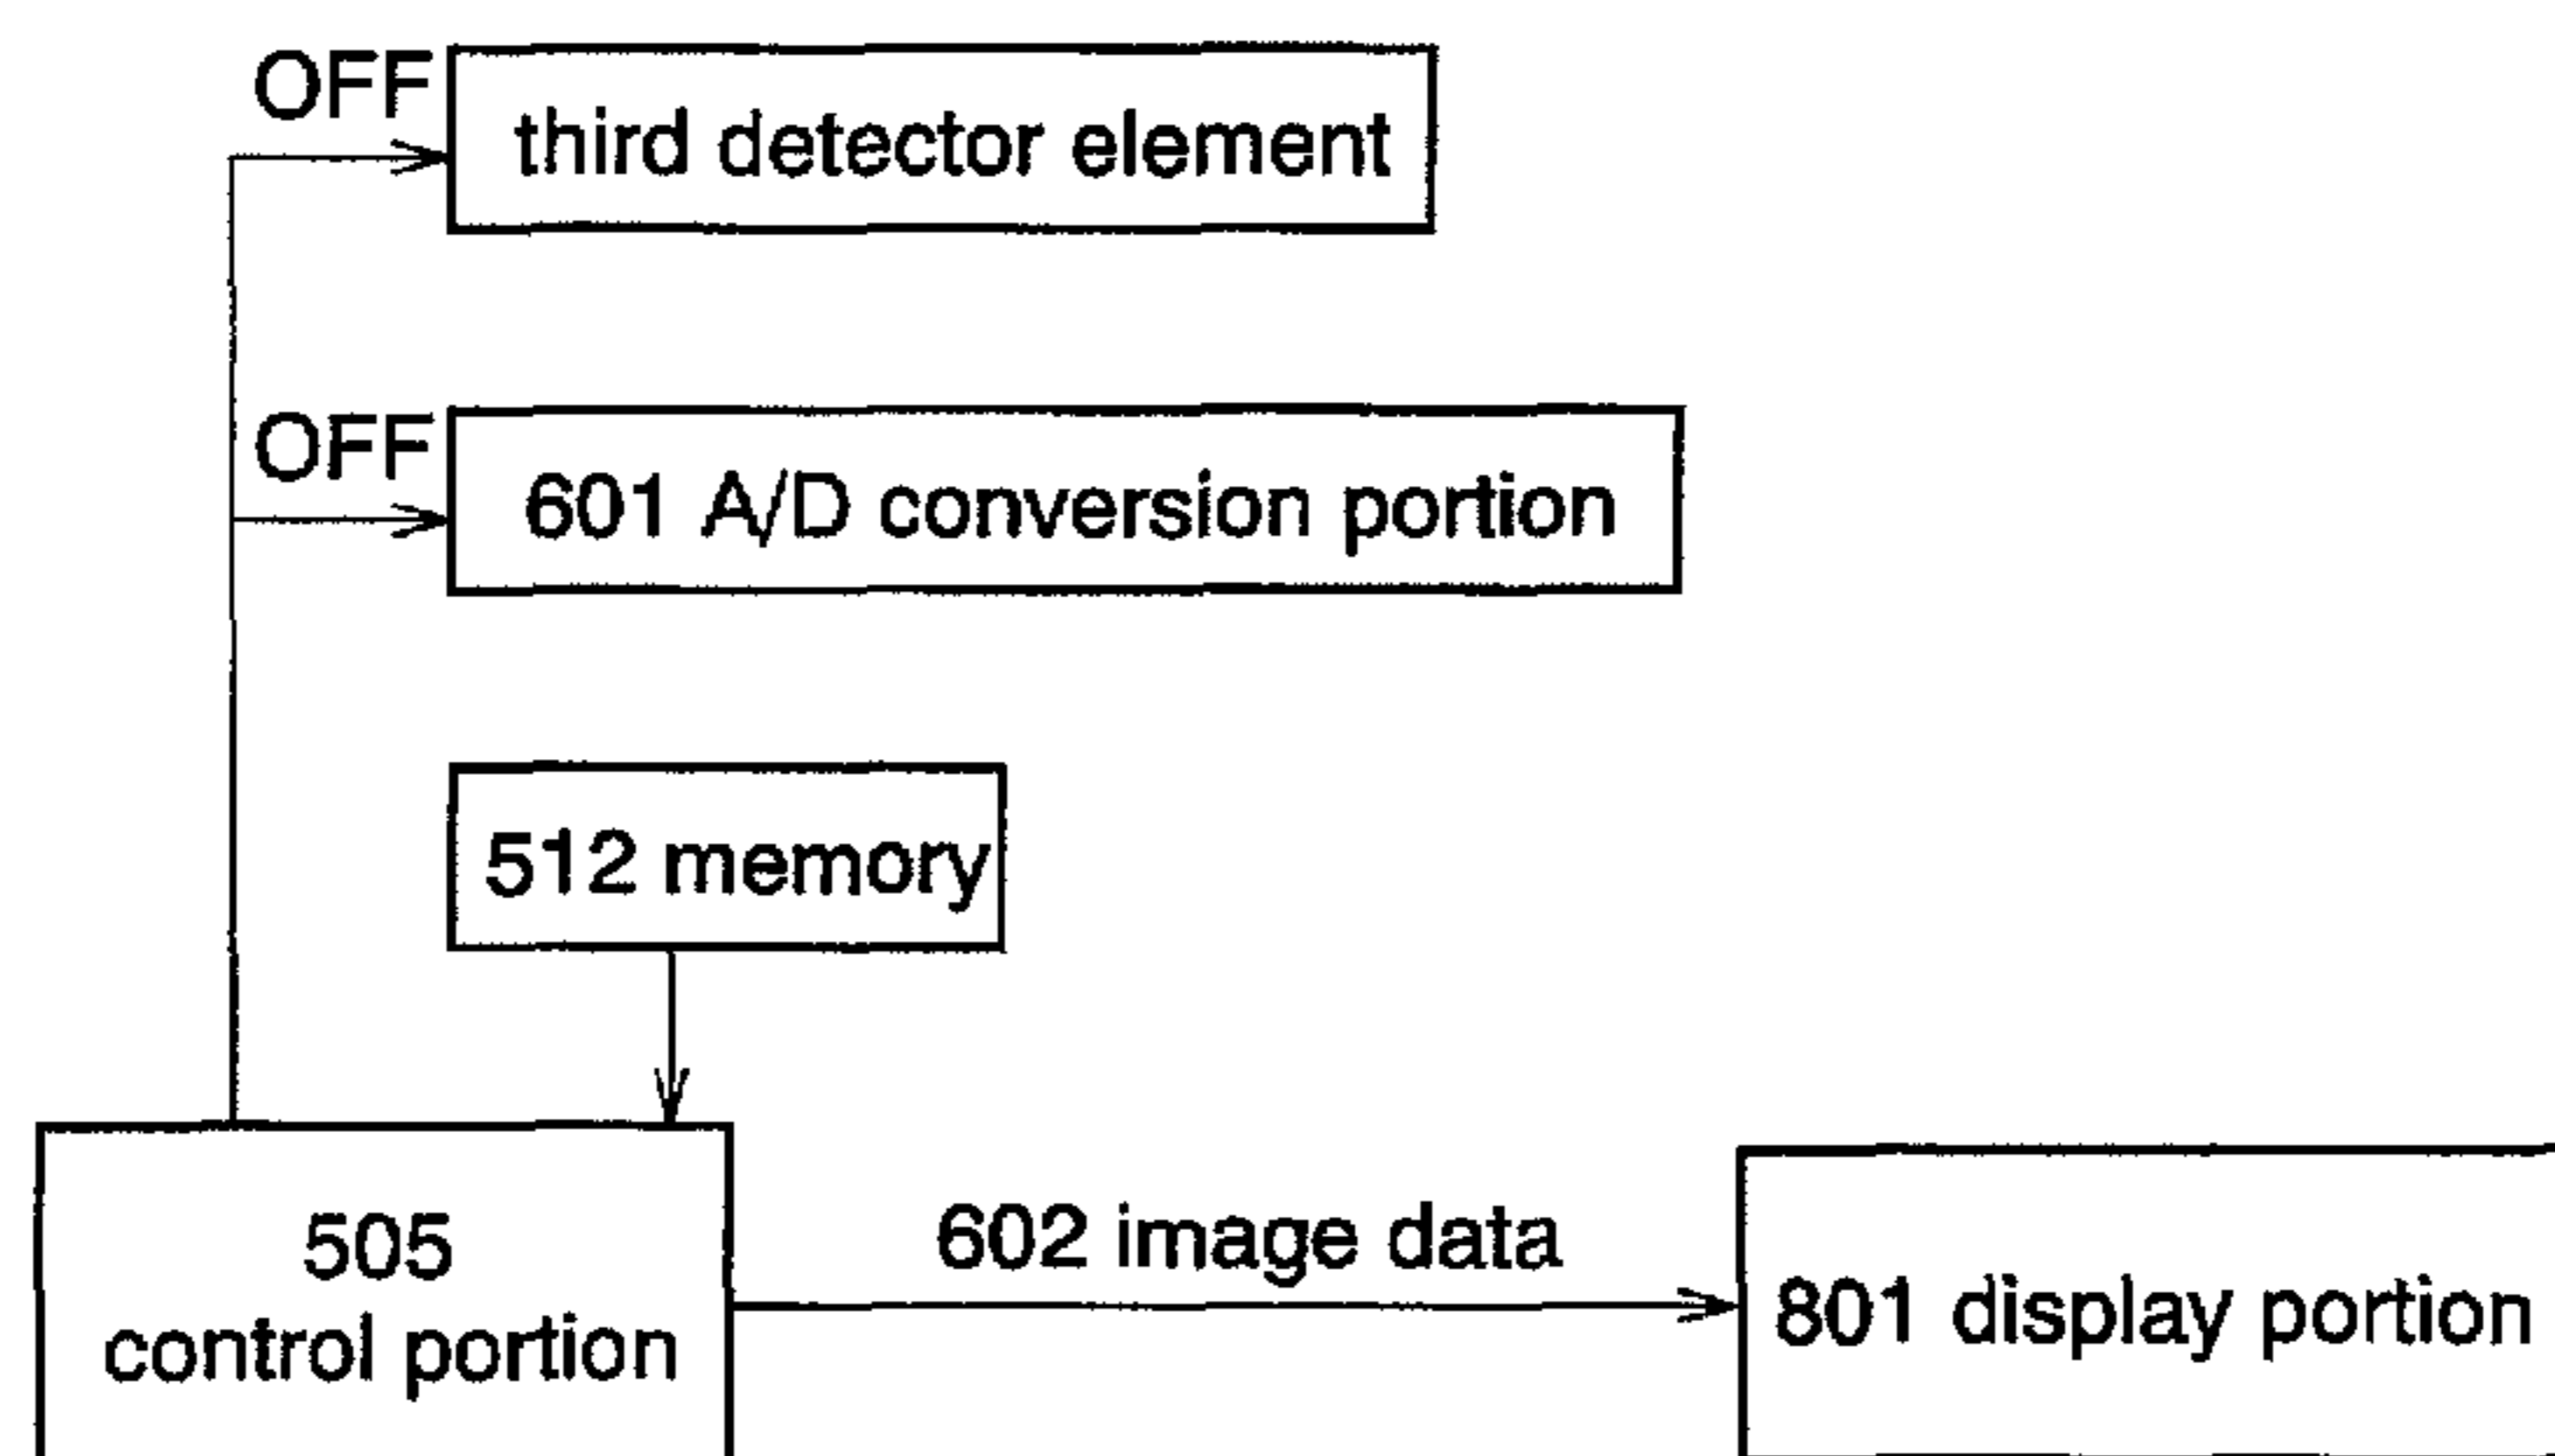 OFF
third detector element
OFF
601 A/D conversion portion
512 memory
505
control portion
602 image data
801 display portion